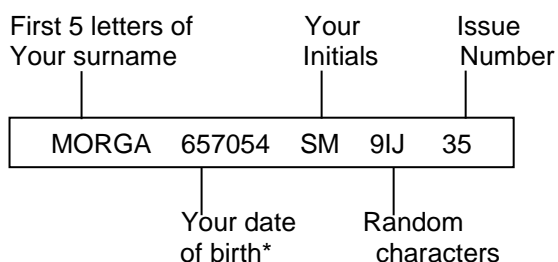 First 5 letters of
Your surname
Your
Initials
Issue
Number
MORGA 657054 SM 9IJ 35
Your date
of birth*
Random
characters